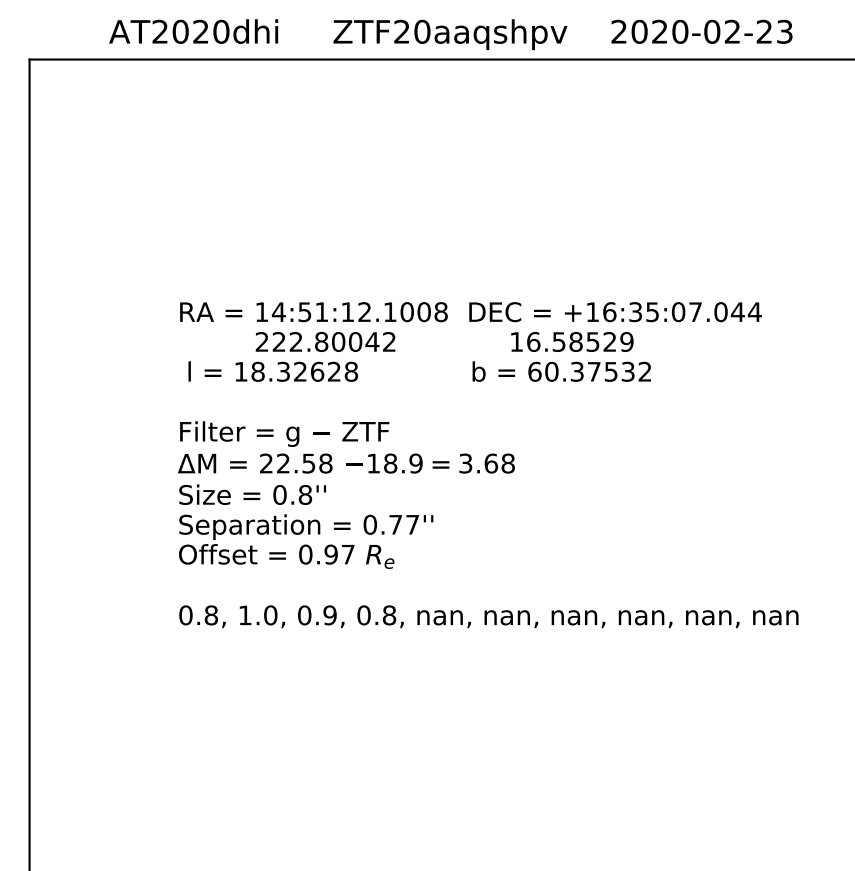 AT2020dhi ZTF20aaqshpv 2020-02-23
RA = 14:51:12.1008 DEC = +16:35:07.044
222.80042 16.58529
l = 18.32628 b = 60.37532
Filter = g − ZTF
ΔM = 22.58 −18.9 = 3.68
Size = 0.8''
Separation = 0.77''
Offset = 0.97 Rₑ
0.8, 1.0, 0.9, 0.8, nan, nan, nan, nan, nan, nan